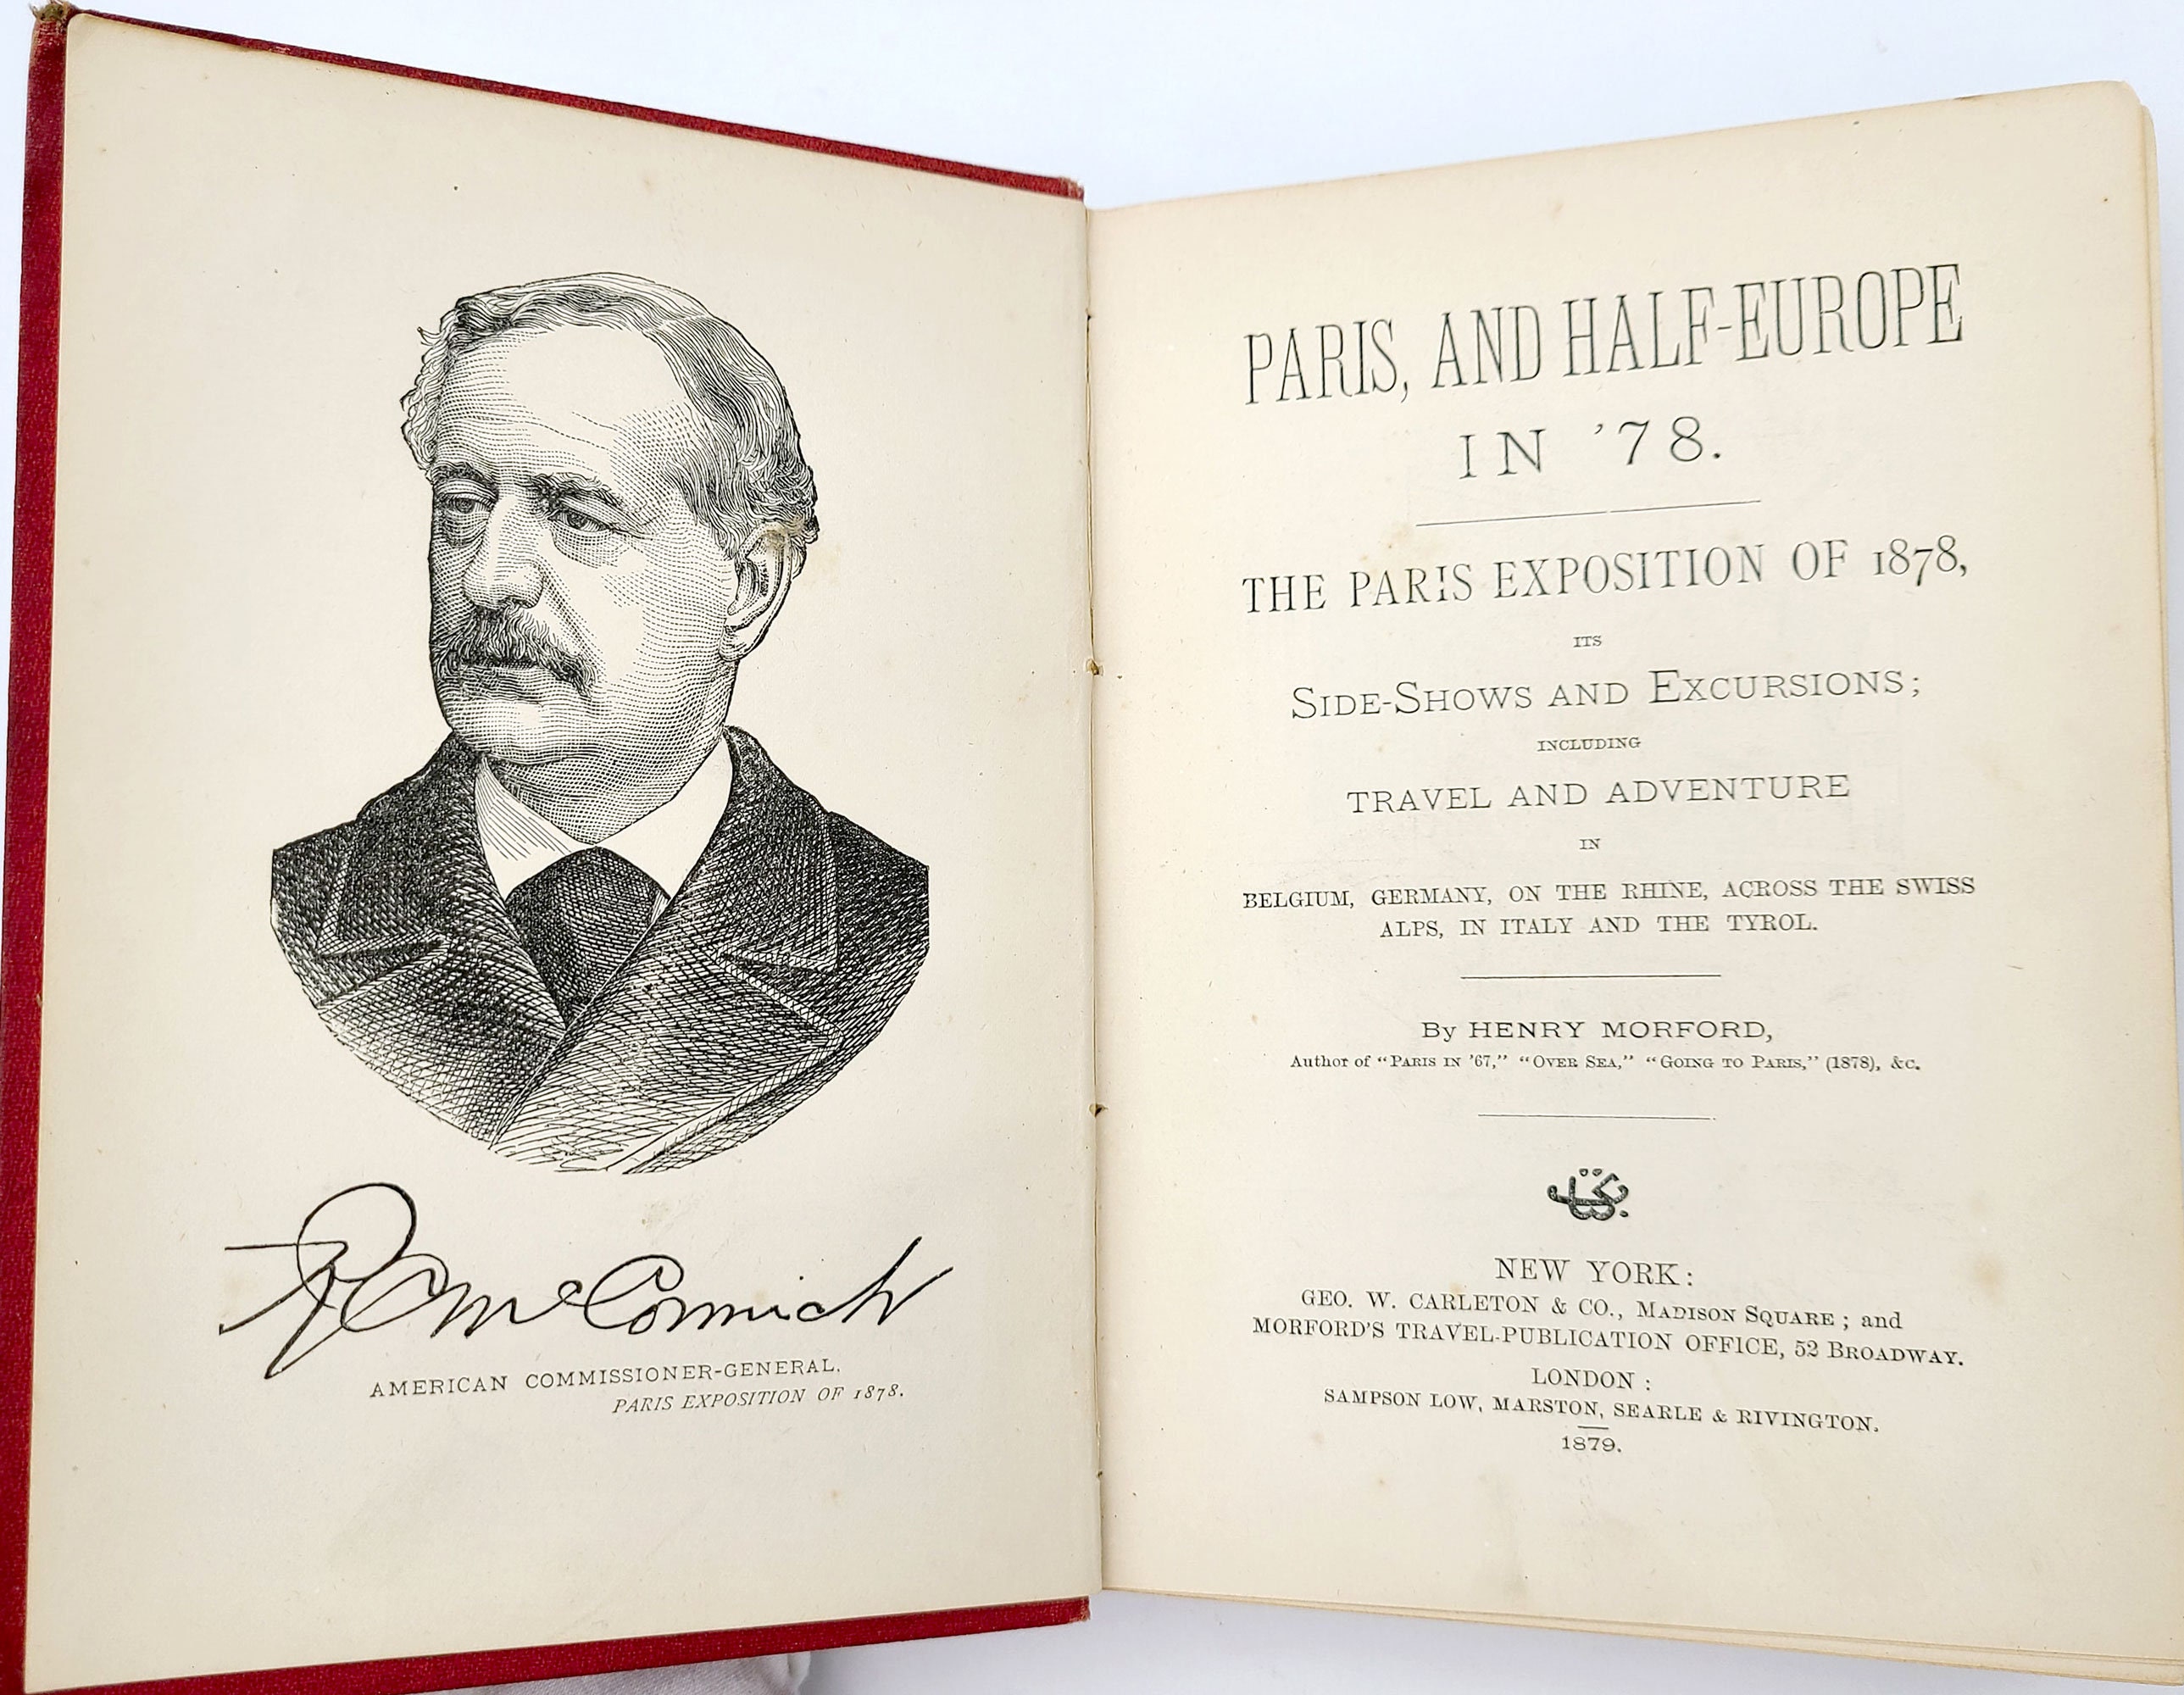 R C McCormick
AMERICAN COMMISSIONER-GENERAL.
PARIS EXPOSITION OF 1878.
PARIS, AND HALF-EUROPE
IN ’78.
THE PARIS EXPOSITION OF 1878,
ITS
SIDE-SHOWS AND EXCURSIONS;
INCLUDING
TRAVEL AND ADVENTURE
IN
BELGIUM, GERMANY, ON THE RHINE, ACROSS THE SWISS
ALPS, IN ITALY AND THE TYROL.
By HENRY MORFORD,
Author of “PARIS IN ’67,” “OVER SEA,” “GOING TO PARIS,” (1878), &c.
NEW YORK:
GEO. W. CARLETON & CO., MADISON SQUARE; and
MORFORD’S TRAVEL-PUBLICATION OFFICE, 52 BROADWAY.
LONDON:
SAMPSON LOW, MARSTON, SEARLE & RIVINGTON.
1879.